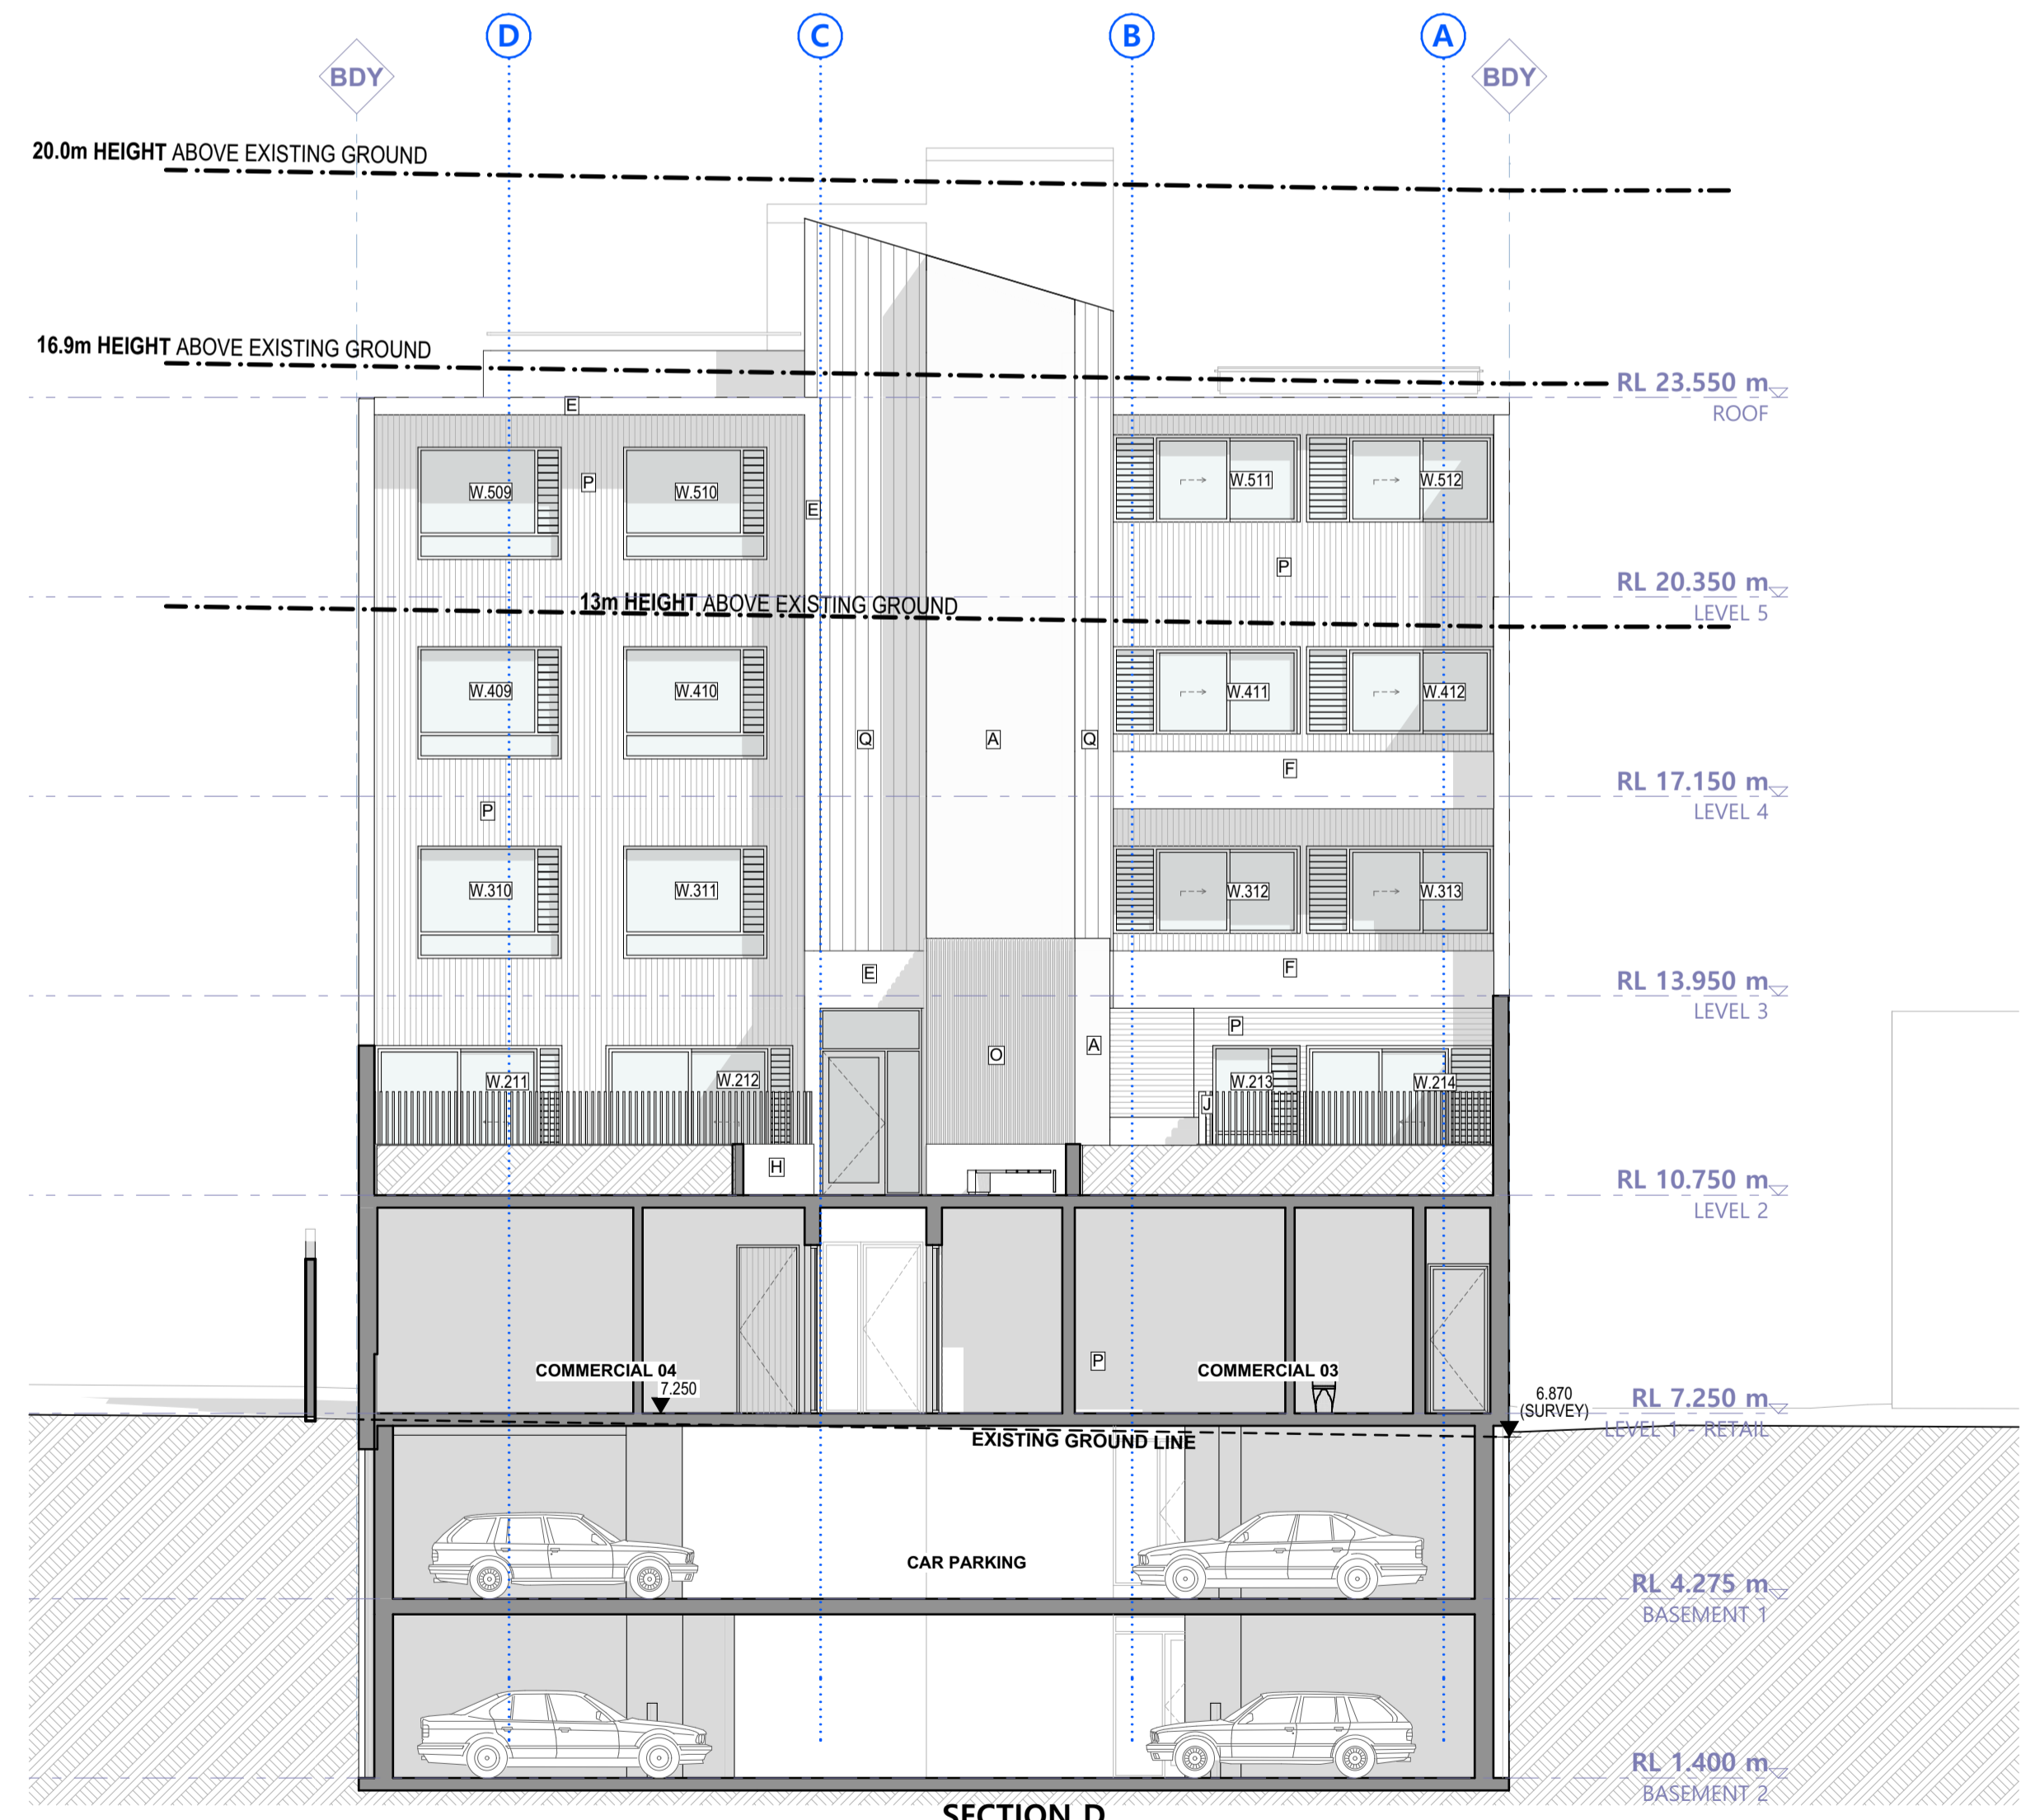 D
C
B
A
BDY
BDY
20.0m HEIGHT ABOVE EXISTING GROUND
16.9m HEIGHT ABOVE EXISTING GROUND
RL 23.550 m
ROOF
E
W.509
P
W.510
E
W.511
W.512
P
RL 20.350 m
LEVEL 5
13m HEIGHT ABOVE EXISTING GROUND
W.409
W.410
W.411
W.412
Q
A
Q
F
RL 17.150 m
LEVEL 4
P
W.310
W.311
W.312
W.313
E
F
RL 13.950 m
LEVEL 3
P
O
A
W.211
W.212
W.213
W.214
J
H
RL 10.750 m
LEVEL 2
P
COMMERCIAL 04
7.250
COMMERCIAL 03
6.870
(SURVEY)
RL 7.250 m
LEVEL 1 - RETAIL
EXISTING GROUND LINE
CAR PARKING
RL 4.275 m
BASEMENT 1
RL 1.400 m
BASEMENT 2
SECTION D